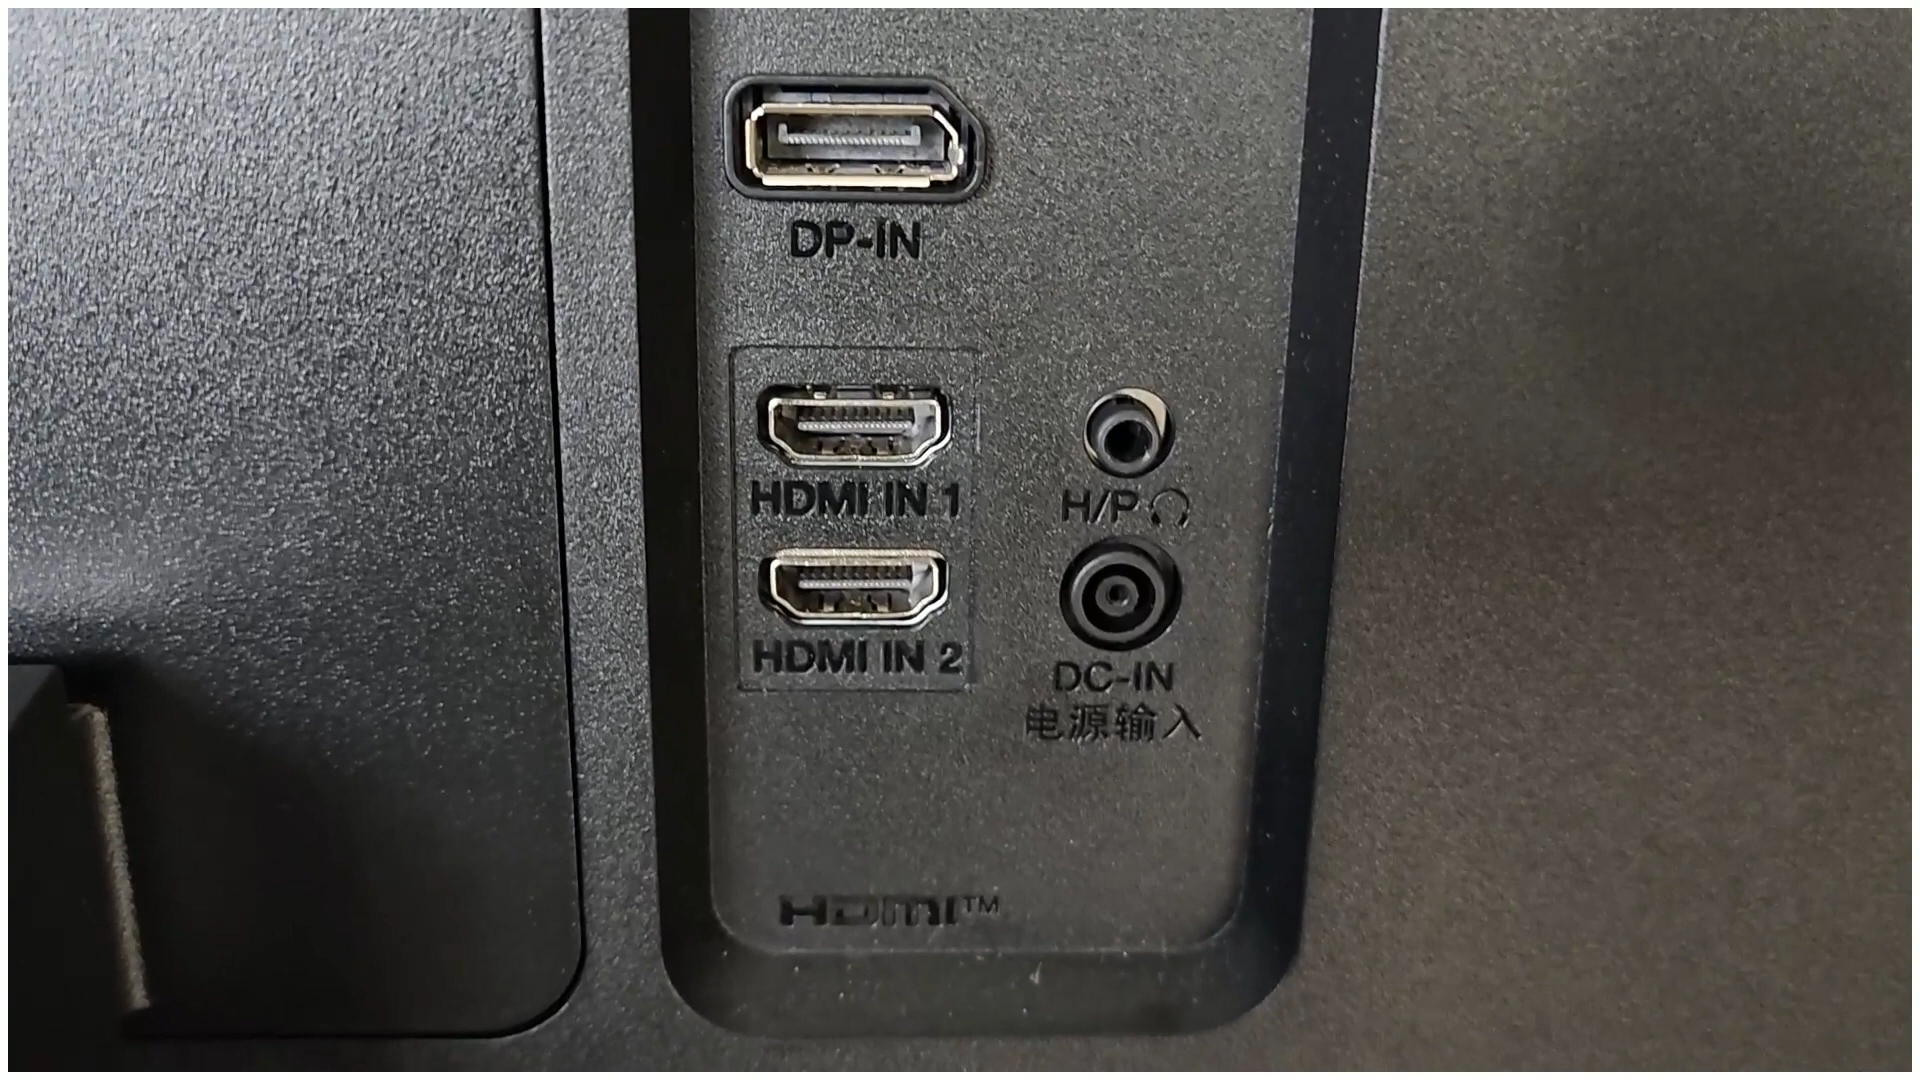 DP-IN
HDMI IN 1
HDMI IN 2
H/P
DC-IN
电源输入
HDMI™